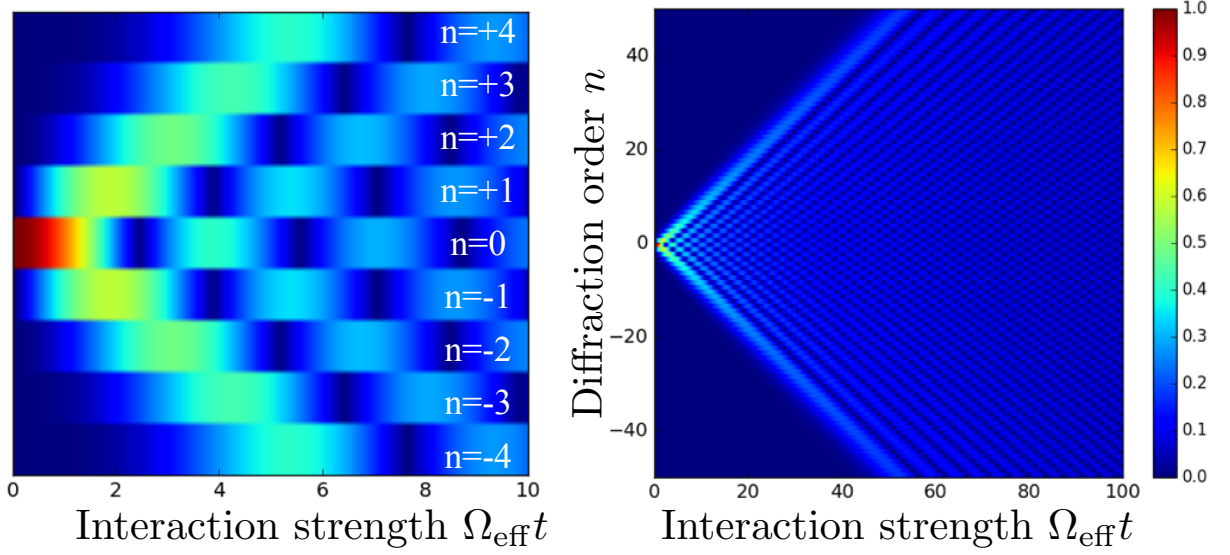 n=+4
n=+3
n=+2
n=+1
n=0
n=-1
n=-2
n=-3
n=-4
0 2 4 6 8 10
Interaction strength Ω_eff t
Diffraction order n
40
20
0
−20
−40
0 20 40 60 80 100
Interaction strength Ω_eff t
1.0
0.9
0.8
0.7
0.6
0.5
0.4
0.3
0.2
0.1
0.0